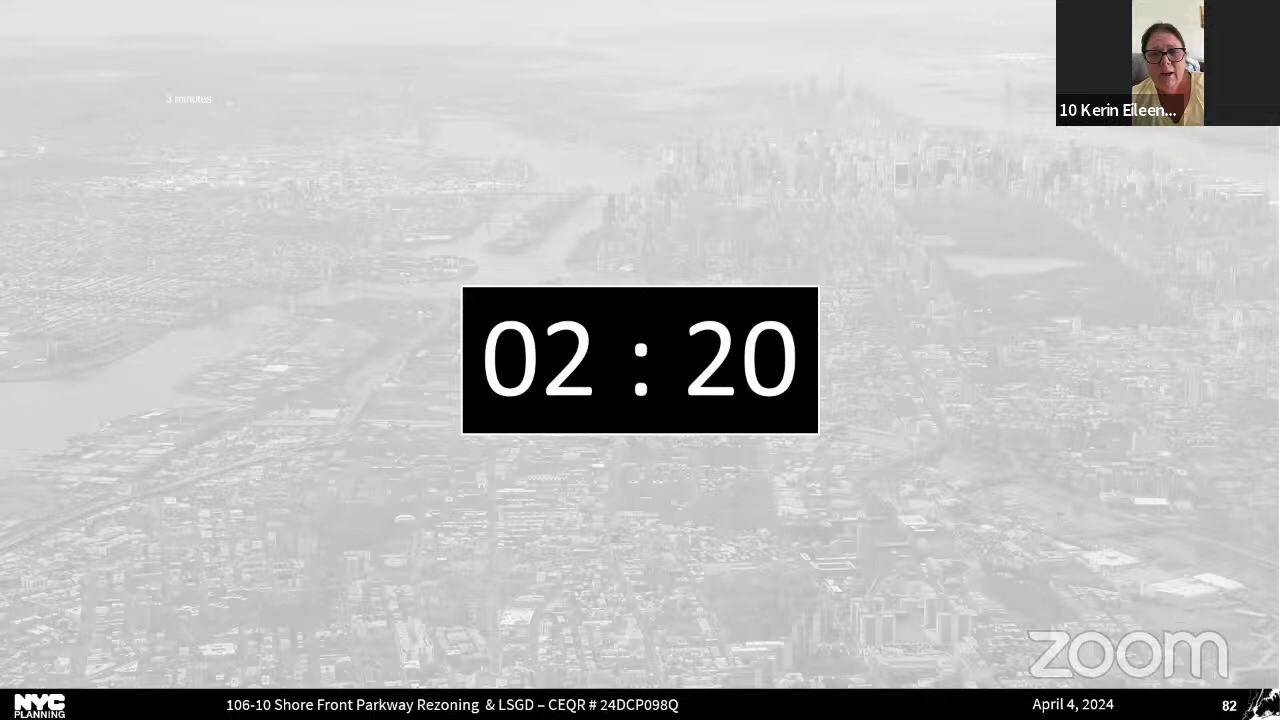 10 Kerin Eileen...
3 minutes
02 : 20
zoom
NYC
PLANNING
106-10 Shore Front Parkway Rezoning & LSGD – CEQR # 24DCP098Q
April 4, 2024
82